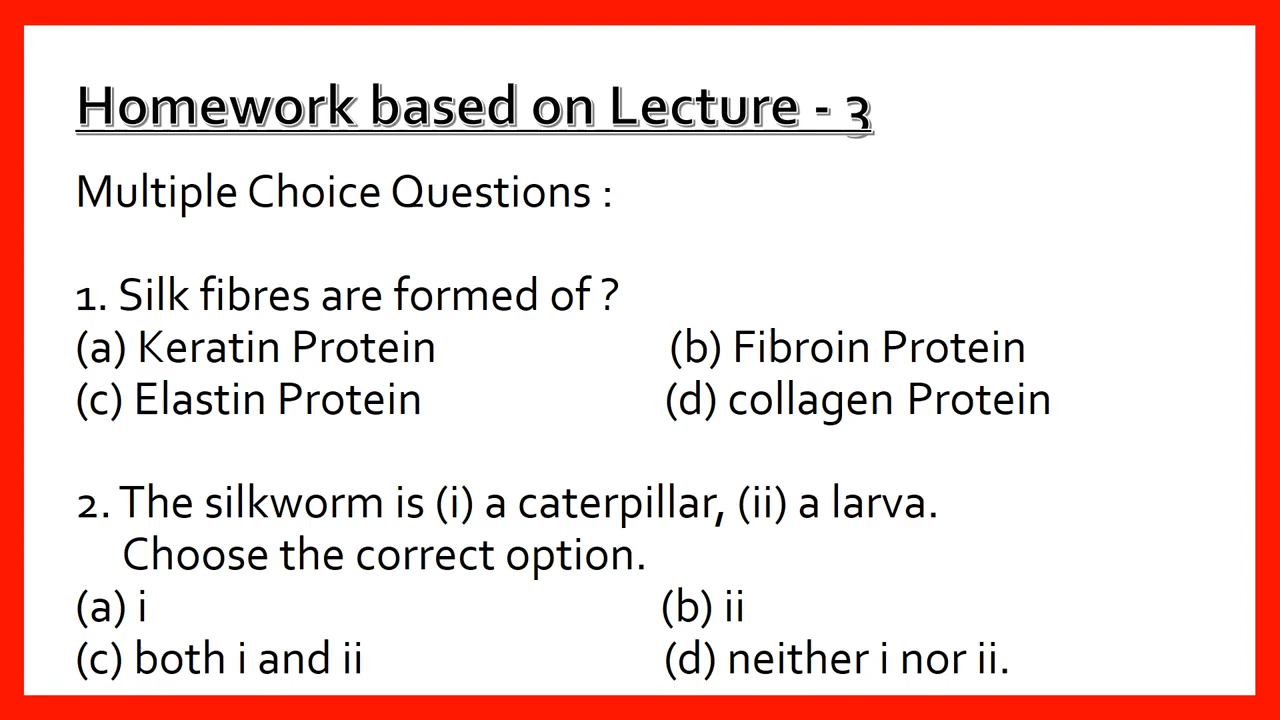 Homework based on Lecture - 3
Multiple Choice Questions :
1. Silk fibres are formed of ?
(a) Keratin Protein (b) Fibroin Protein
(c) Elastin Protein (d) collagen Protein
2. The silkworm is (i) a caterpillar, (ii) a larva.
Choose the correct option.
(a) i (b) ii
(c) both i and ii (d) neither i nor ii.